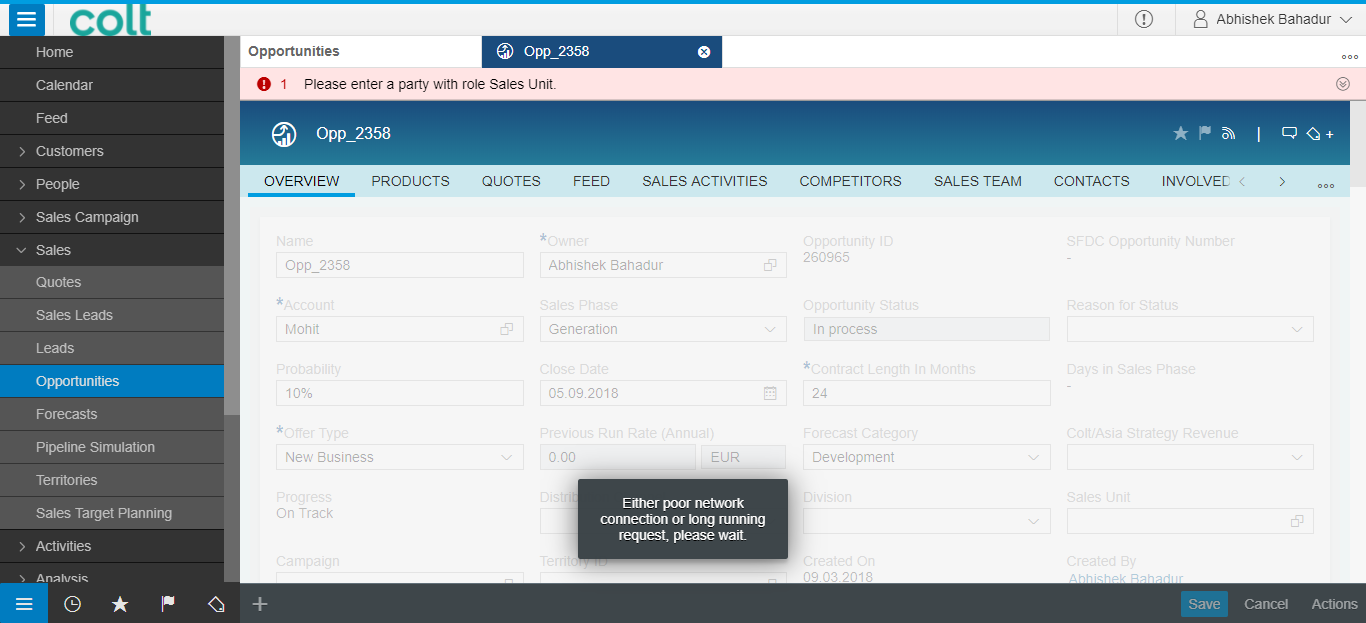 colt
Abhishek Bahadur
Home
Calendar
Feed
Customers
People
Sales Campaign
Sales
Quotes
Sales Leads
Leads
Opportunities
Forecasts
Pipeline Simulation
Territories
Sales Target Planning
Activities
Analysis
Opportunities
Opp_2358
1 Please enter a party with role Sales Unit.
Opp_2358
OVERVIEW PRODUCTS QUOTES FEED SALES ACTIVITIES COMPETITORS SALES TEAM CONTACTS INVOLVED
Name
Opp_2358
*Owner
Abhishek Bahadur
Opportunity ID
260965
SFDC Opportunity Number
-
*Account
Mohit
Sales Phase
Generation
Opportunity Status
In process
Reason for Status
Probability
10%
Close Date
05.09.2018
*Contract Length In Months
24
Days in Sales Phase
-
*Offer Type
New Business
Previous Run Rate (Annual)
0.00 EUR
Forecast Category
Development
Colt/Asia Strategy Revenue
Progress
On Track
Distrib
Division
Sales Unit
Either poor network
connection or long running
request, please wait.
Campaign
Territory ID
Created On
09.03.2018
Created By
Abhishek Bahadur
Save Cancel Actions